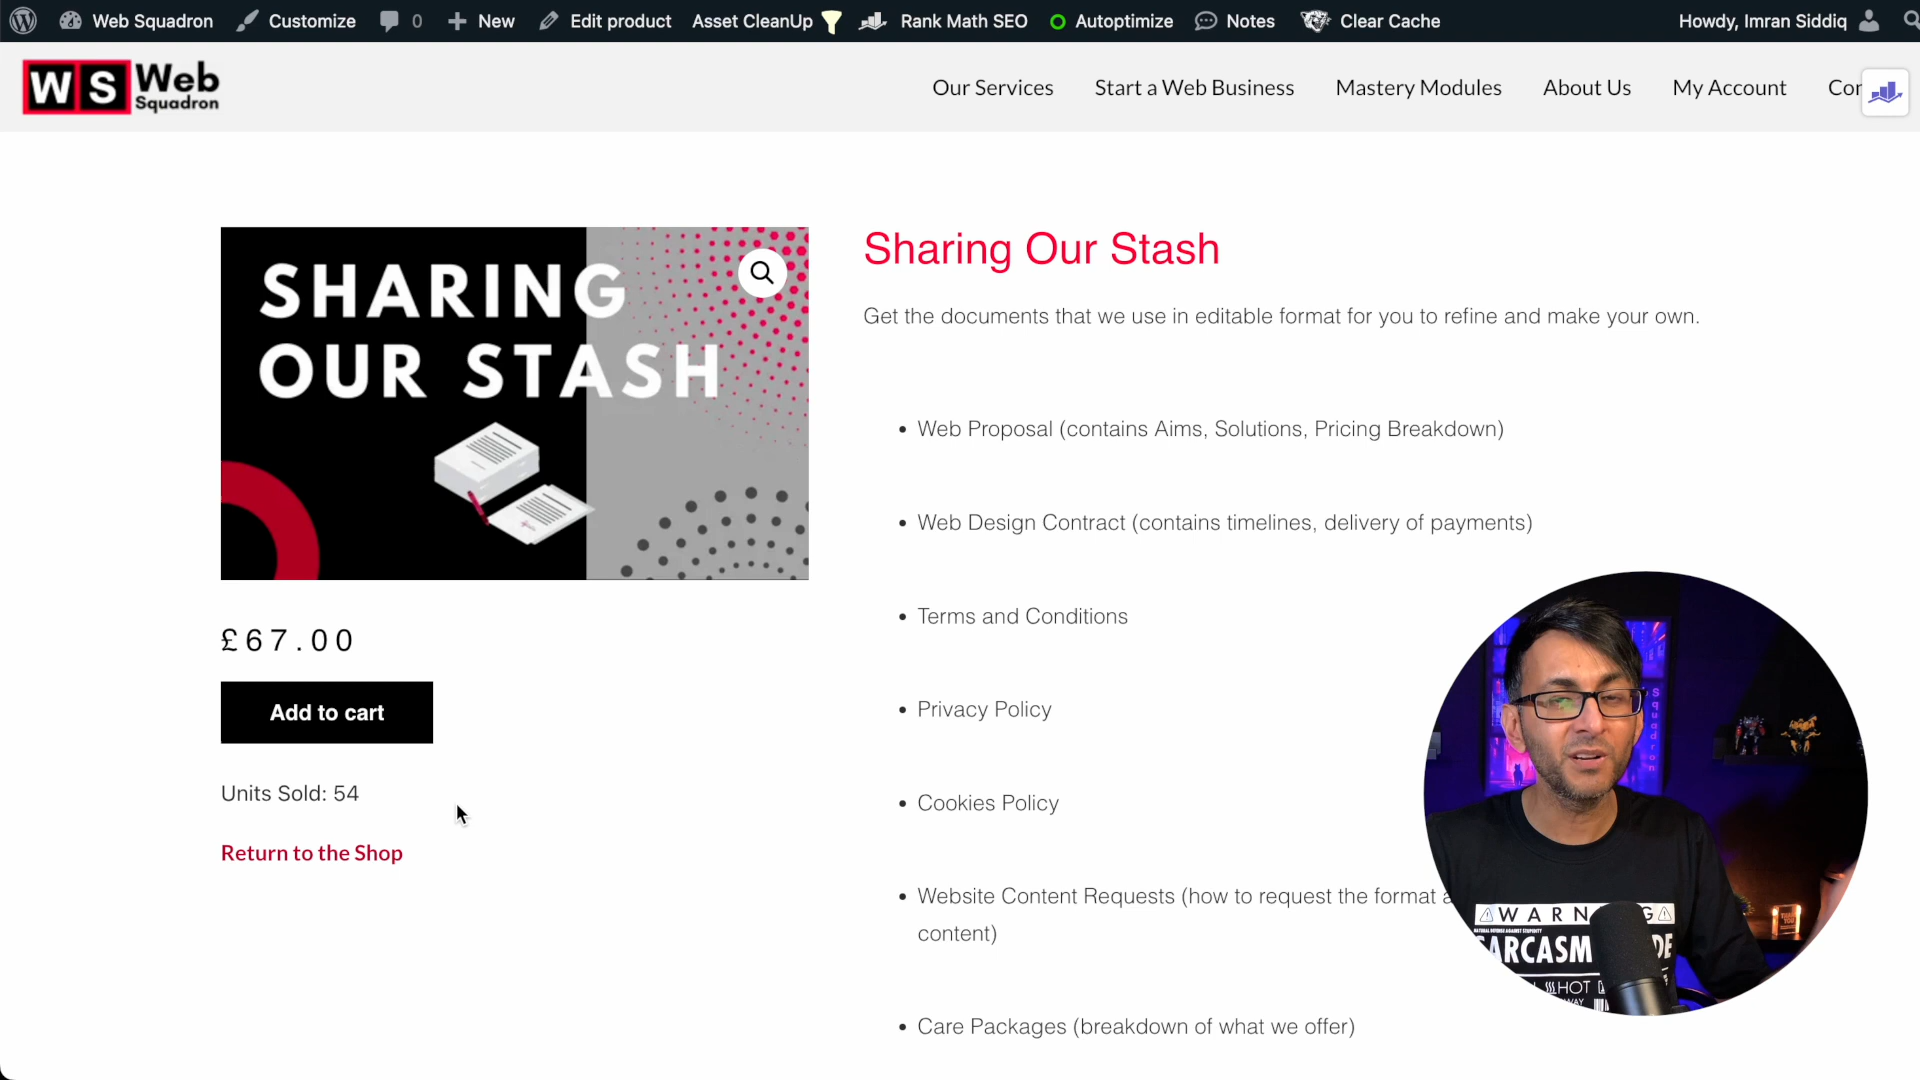 Web Squadron
Customize
0
New
Edit product
Asset CleanUp
Rank Math SEO
Autoptimize
Notes
Clear Cache
Howdy, Imran Siddiq
WS Web
Squadron
Our Services
Start a Web Business
Mastery Modules
About Us
My Account
SHARING
OUR STASH
£67.00
Add to cart
Units Sold: 54
Return to the Shop
Sharing Our Stash
Get the documents that we use in editable format for you to refine and make your own.
• Web Proposal (contains Aims, Solutions, Pricing Breakdown)
• Web Design Contract (contains timelines, delivery of payments)
• Terms and Conditions
• Privacy Policy
• Cookies Policy
• Website Content Requests (how to request the format
content)
• Care Packages (breakdown of what we offer)
Squadron
HOT